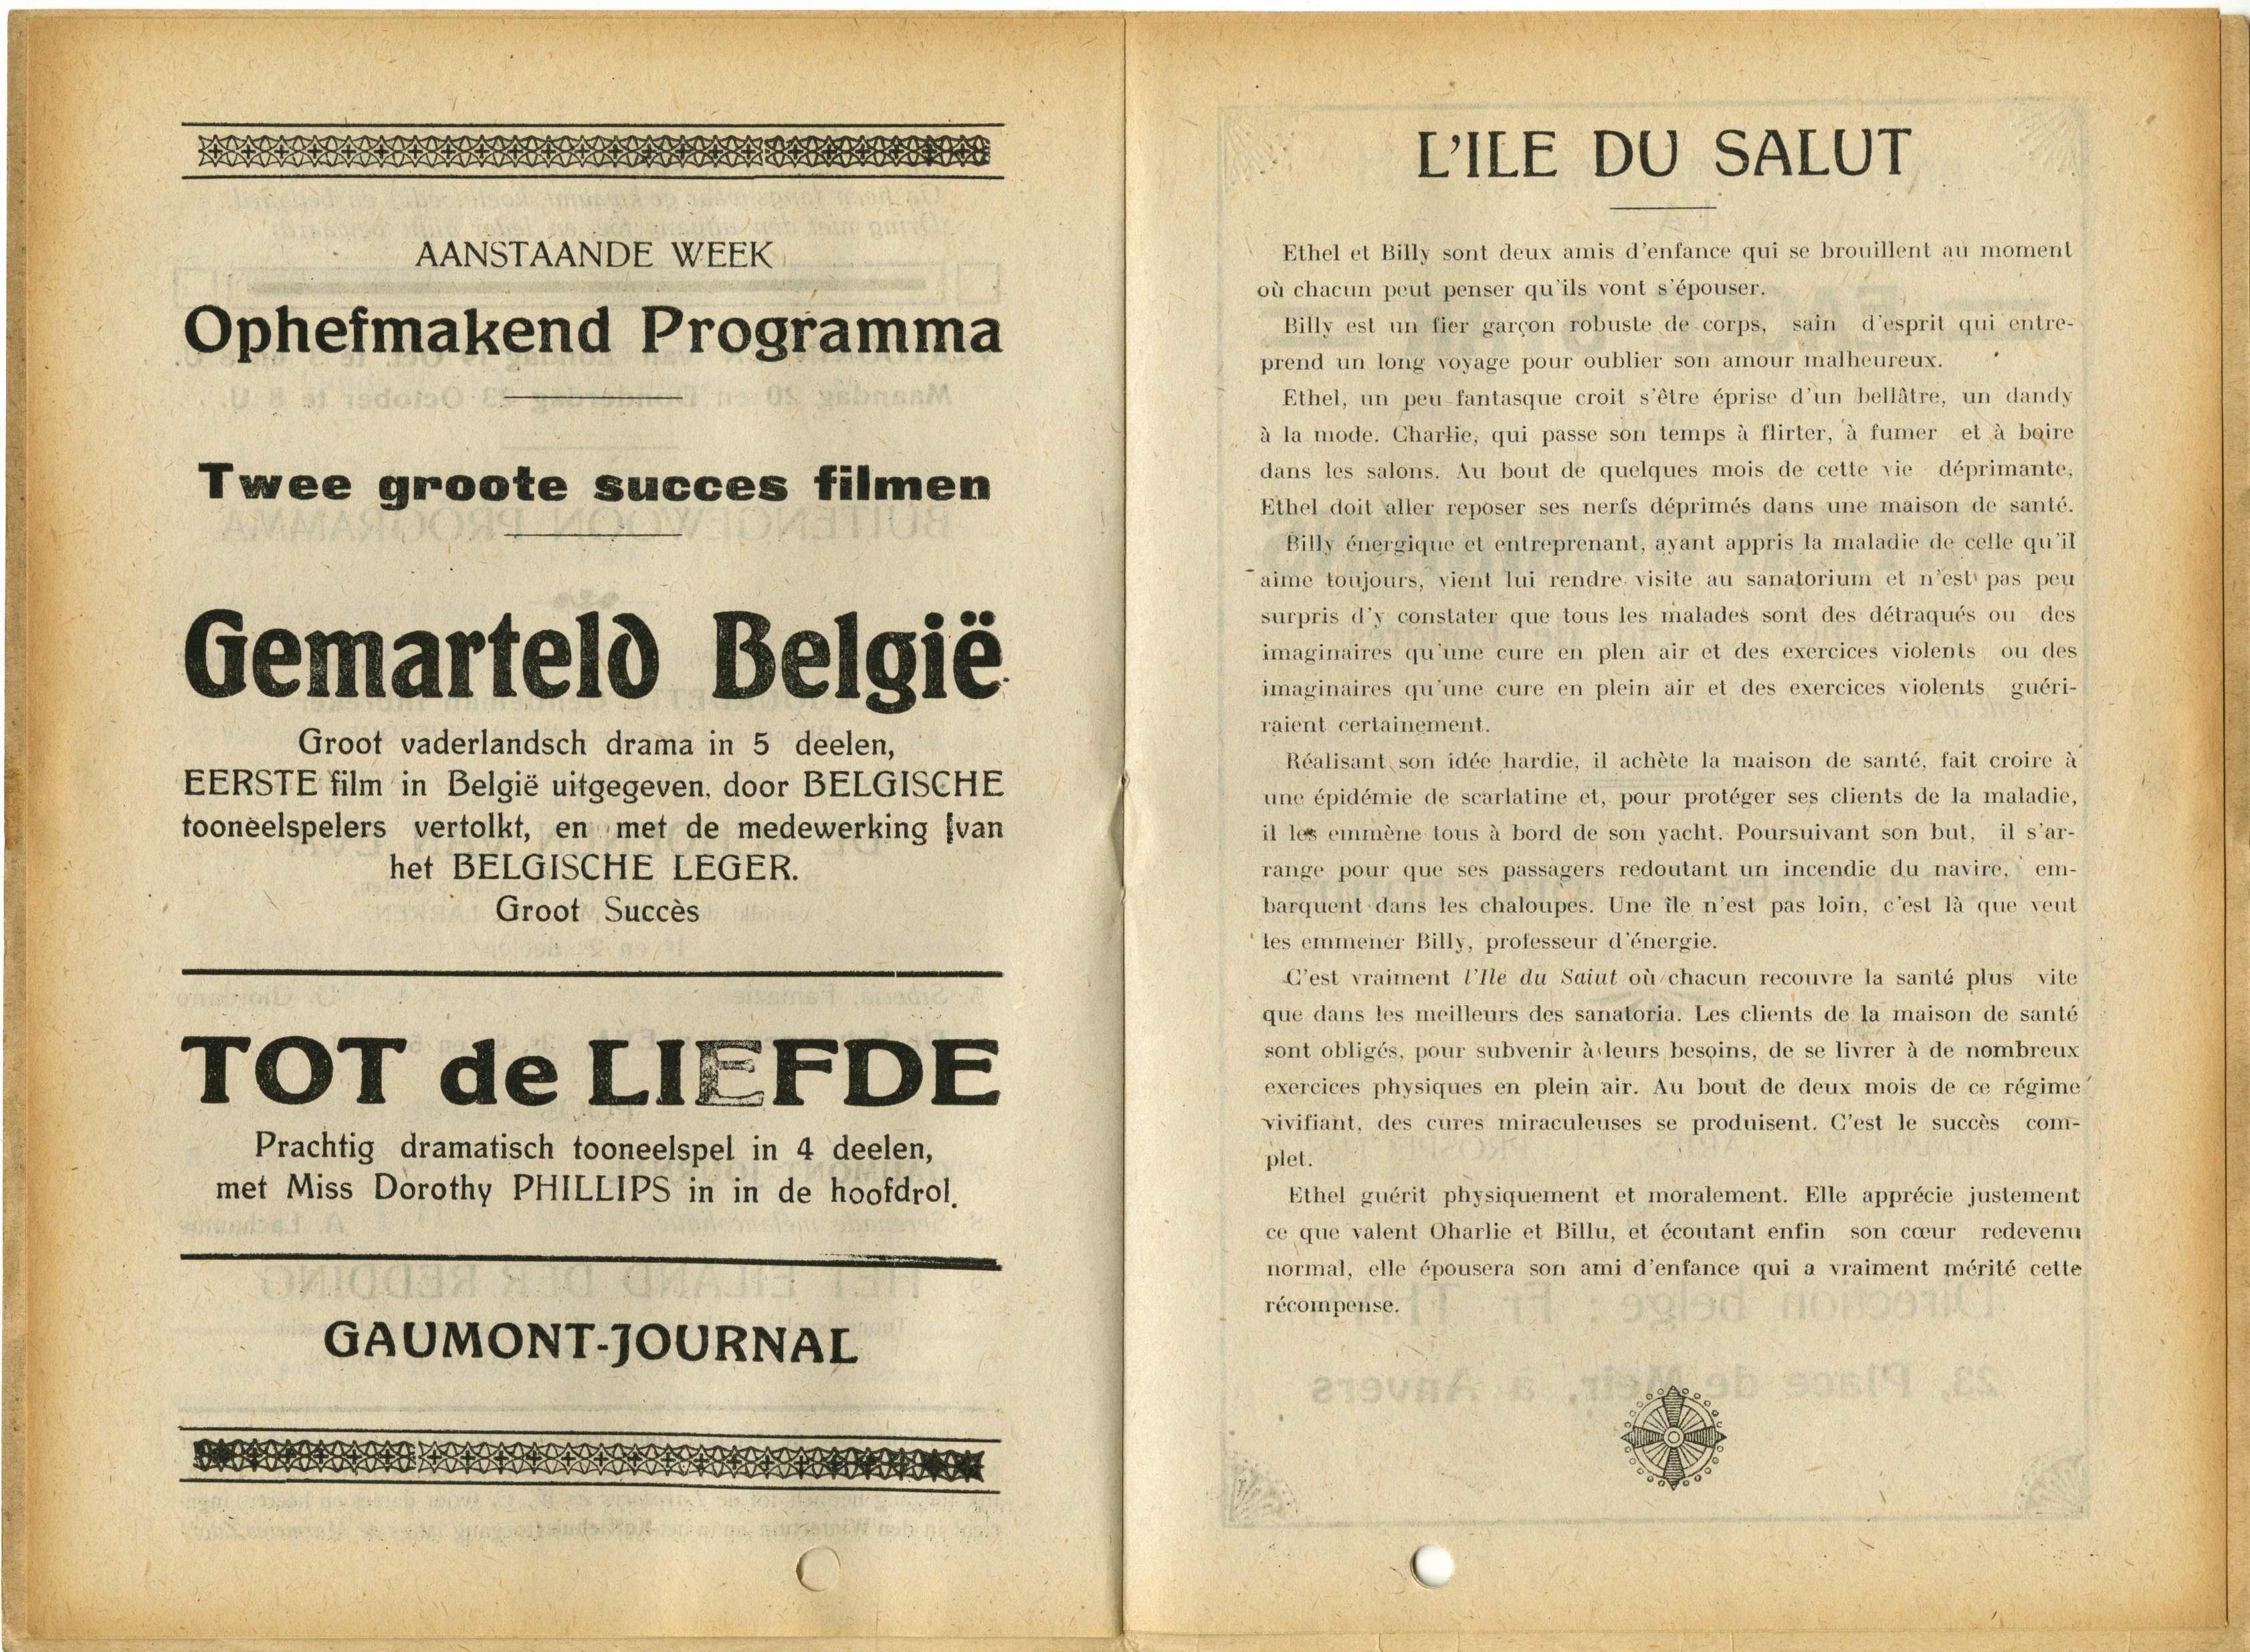 AANSTAANDE WEEK
Ophefmakend Programma
Twee groote succes filmen
Gemarteld België
Groot vaderlandsch drama in 5 deelen,
EERSTE film in België uitgegeven, door BELGISCHE
tooneelspelers vertolkt, en met de medewerking van
het BELGISCHE LEGER.
Groot Succès
TOT de LIEFDE
Prachtig dramatisch tooneelspel in 4 deelen,
met Miss Dorothy PHILLIPS in in de hoofdrol.
GAUMONT-JOURNAL
L'ILE DU SALUT
Ethel et Billy sont deux amis d'enfance qui se brouillent au moment
où chacun peut penser qu'ils vont s'épouser.
Billy est un fier garçon robuste de corps, sain d'esprit qui entre-
prend un long voyage pour oublier son amour malheureux.
Ethel, un peu fantasque croit s'être éprise d'un bellâtre, un dandy
à la mode. Charlie, qui passe son temps à flirter, à fumer et à boire
dans les salons. Au bout de quelques mois de cette vie déprimante,
Ethel doit aller reposer ses nerfs déprimés dans une maison de santé.
Billy énergique et entreprenant, ayant appris la maladie de celle qu'il
aime toujours, vient lui rendre visite au sanatorium et n'est pas peu
surpris d'y constater que tous les malades sont des détraqués ou des
imaginaires qu'une cure en plen air et des exercices violents ou des
imaginaires qu'une cure en plein air et des exercices violents guéri-
raient certainement.
Réalisant son idée hardie, il achète la maison de santé, fait croire à
une épidémie de scarlatine et, pour protéger ses clients de la maladie,
il les emmène tous à bord de son yacht. Poursuivant son but, il s'ar-
range pour que ses passagers redoutant un incendie du navire, em-
barquent dans les chaloupes. Une île n'est pas loin, c'est là que veut
les emmener Billy, professeur d'énergie.
C'est vraiment l'Ile du Saiut où chacun recouvre la santé plus vite
que dans les meilleurs des sanatoria. Les clients de la maison de santé
sont obligés, pour subvenir à leurs besoins, de se livrer à de nombreux
exercices physiques en plein air. Au bout de deux mois de ce régime
vivifiant, des cures miraculeuses se produisent. C'est le succès com-
plet.
Ethel guérit physiquement et moralement. Elle apprécie justement
ce que valent Oharlie et Billu, et écoutant enfin son cœur redevenu
normal, elle épousera son ami d'enfance qui a vraiment mérité cette
récompense.